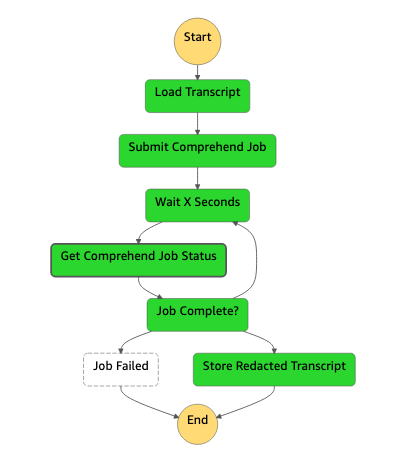 Start
Load Transcript
Submit Comprehend Job
Wait X Seconds
Get Comprehend Job Status
Job Complete?
Job Failed
Store Redacted Transcript
End